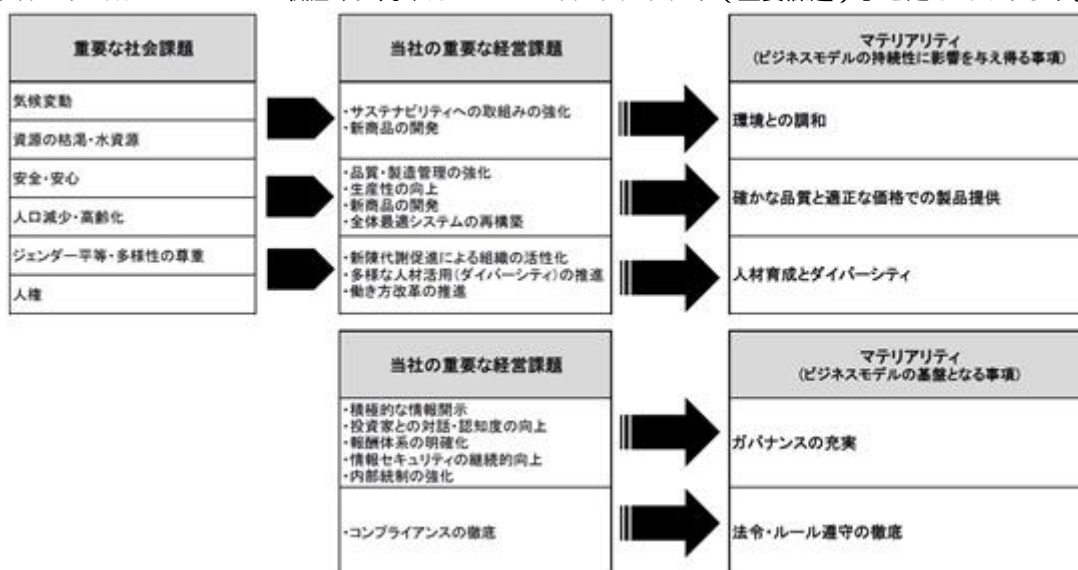 重要な社会課題
気候変動
資源の枯渇・水資源
安全・安心
人口減少・高齢化
ジェンダー平等・多様性の尊重
人権
当社の重要な経営課題
・サステナビリティへの取組みの強化
・新商品の開発
・品質・製造管理の強化
・生産性の向上
・新商品の開発
・全体最適システムの再構築
・新陳代謝促進による組織の活性化
・多様な人材活用(ダイバーシティ)の推進
・働き方改革の推進
マテリアリティ
(ビジネスモデルの持続性に影響を与え得る事項)
環境との調和
確かな品質と適正な価格での製品提供
人材育成とダイバーシティ
当社の重要な経営課題
・積極的な情報開示
・投資家との対話・認知度の向上
・報酬体系の明確化
・情報セキュリティの継続的向上
・内部統制の強化
・コンプライアンスの徹底
マテリアリティ
(ビジネスモデルの基盤となる事項)
ガバナンスの充実
法令・ルール遵守の徹底